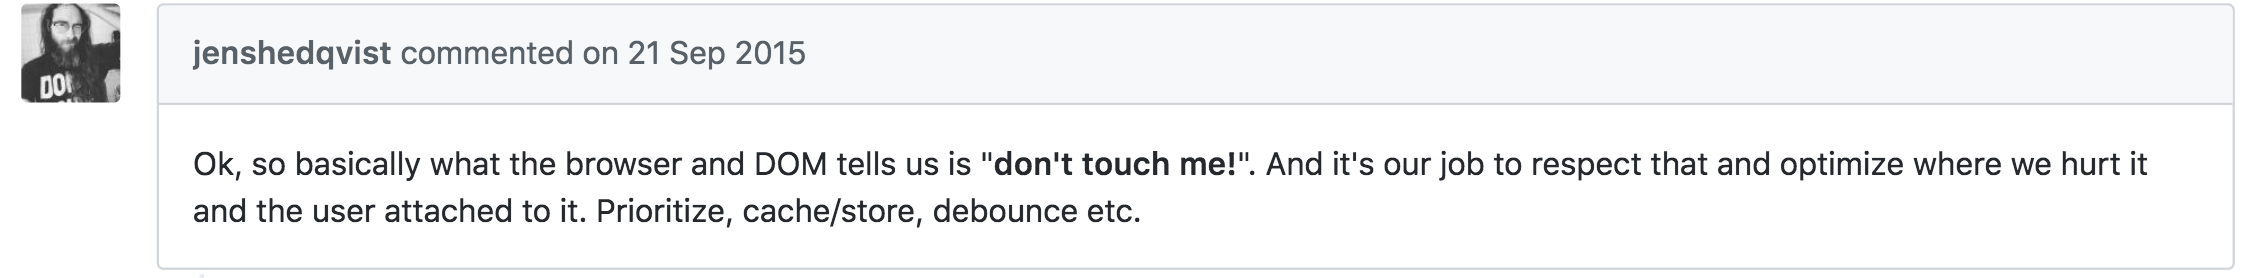 jenshedqvist commented on 21 Sep 2015
Ok, so basically what the browser and DOM tells us is "don't touch me!". And it's our job to respect that and optimize where we hurt it
and the user attached to it. Prioritize, cache/store, debounce etc.